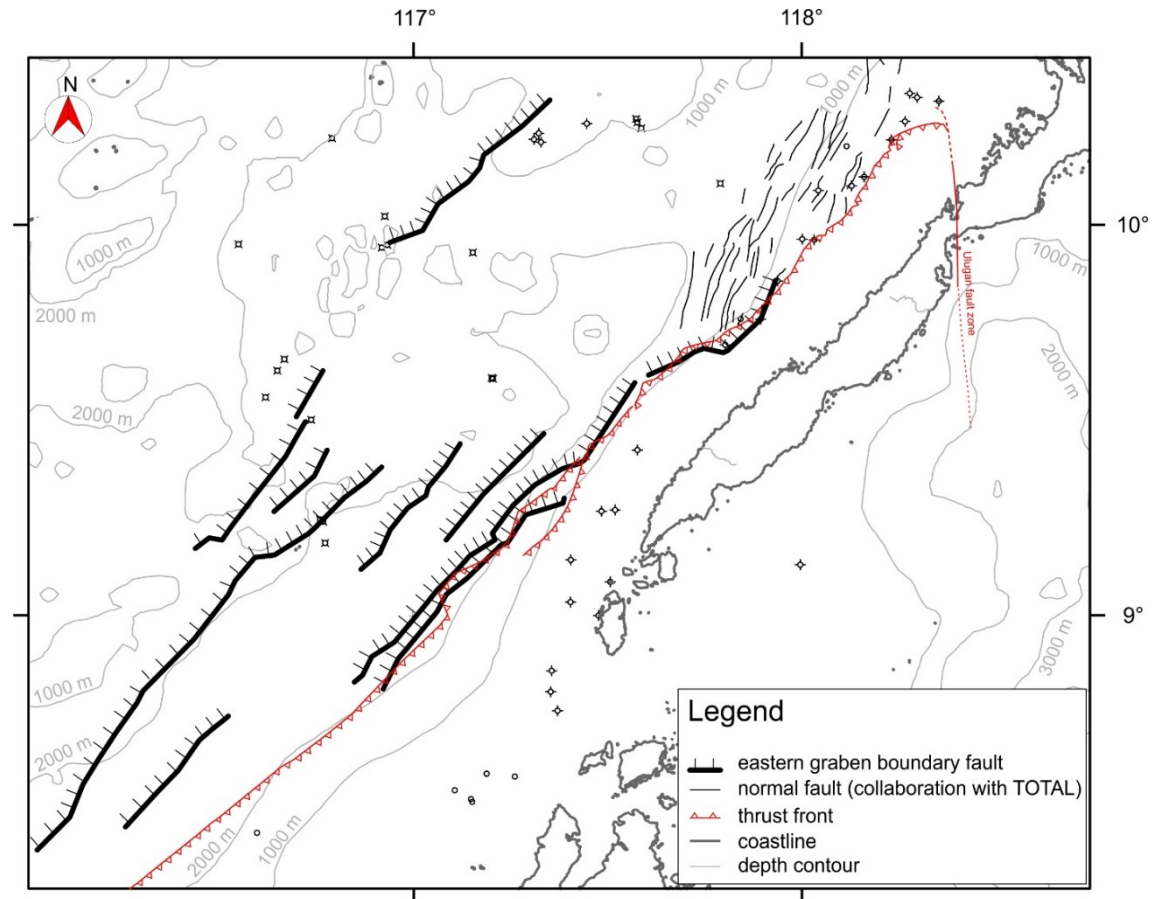 117°
118°
N
1000 m
1000 m
10°
1000 m
1000 m
2000 m
Ulugan fault zone
2000 m
2000 m
9°
3000 m
1000 m
2000 m
2000 m
1000 m
Legend
eastern graben boundary fault
normal fault (collaboration with TOTAL)
thrust front
coastline
depth contour